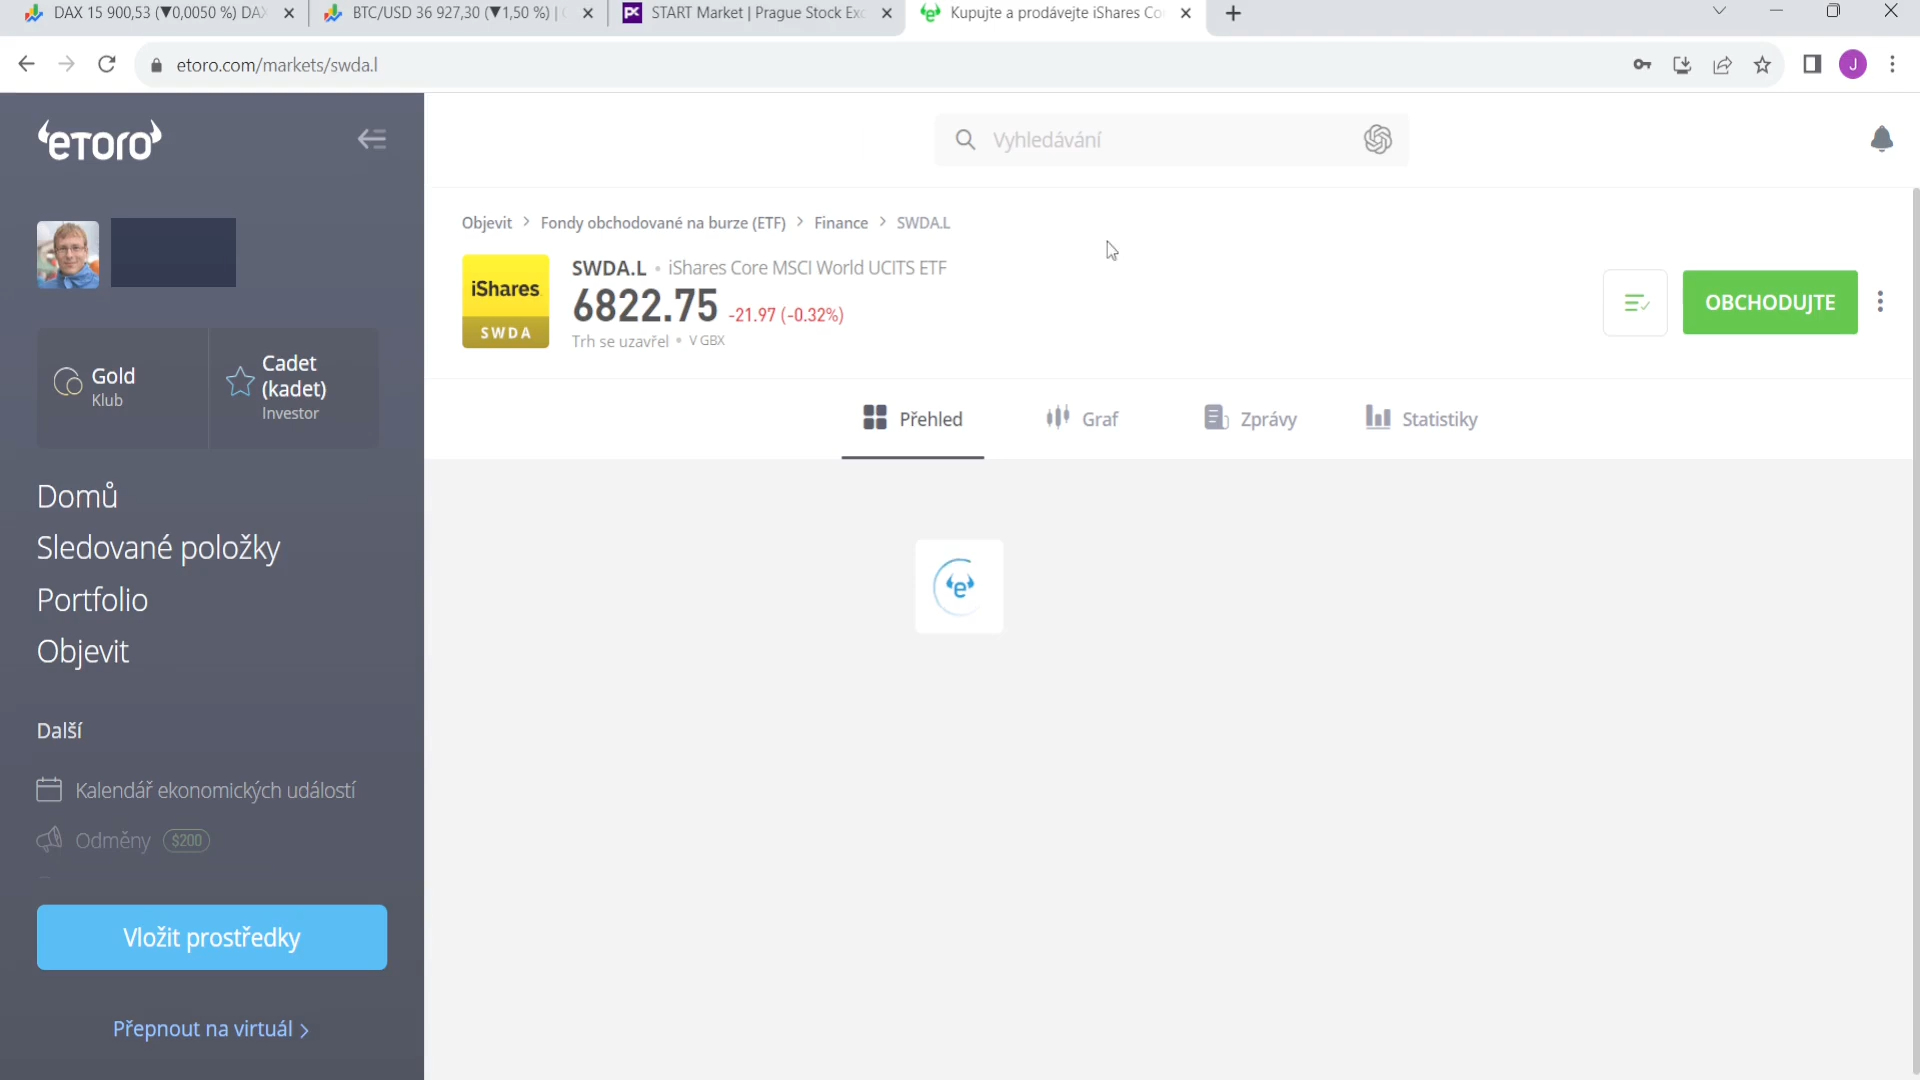 DAX 15 900,53 (▼0,0050 %) DAX
BTC/USD 36 927,30 (▼1,50 %) |
START Market | Prague Stock Exc
Kupujte a prodávejte iShares Co
etoro.com/markets/swda.l
J
eToro
Vyhledávání
Objevit > Fondy obchodované na burze (ETF) > Finance > SWDA.L
iShares
SWDA
SWDA.L • iShares Core MSCI World UCITS ETF
6822.75 -21.97 (-0.32%)
Trh se uzavřel • V GBX
OBCHODUJTE
Gold
Klub
Cadet
(kadet)
Investor
Přehled
Graf
Zprávy
Statistiky
Domů
Sledované položky
Portfolio
Objevit
Další
Kalendář ekonomických událostí
Odměny $200
Vložit prostředky
Přepnout na virtuál >
e